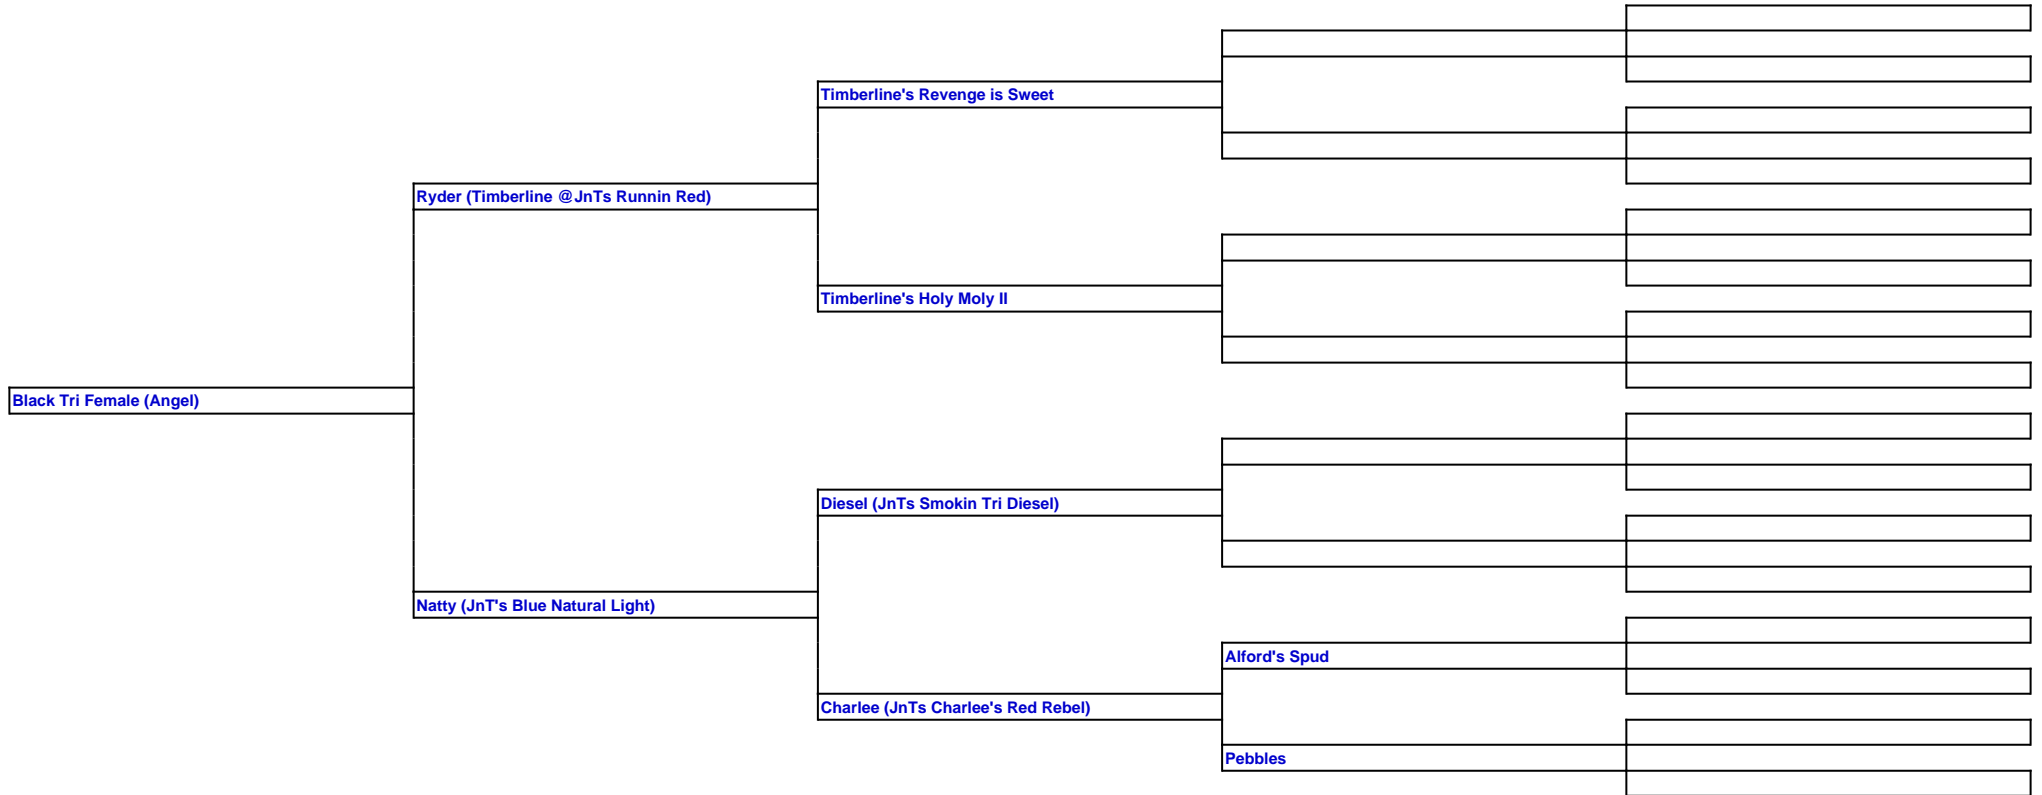 Timberline's Revenge is Sweet
Ryder (Timberline @JnTs Runnin Red)
Timberline's Holy Moly II
Black Tri Female (Angel)
Diesel (JnTs Smokin Tri Diesel)
Natty (JnT's Blue Natural Light)
Alford's Spud
Charlee (JnTs Charlee's Red Rebel)
Pebbles